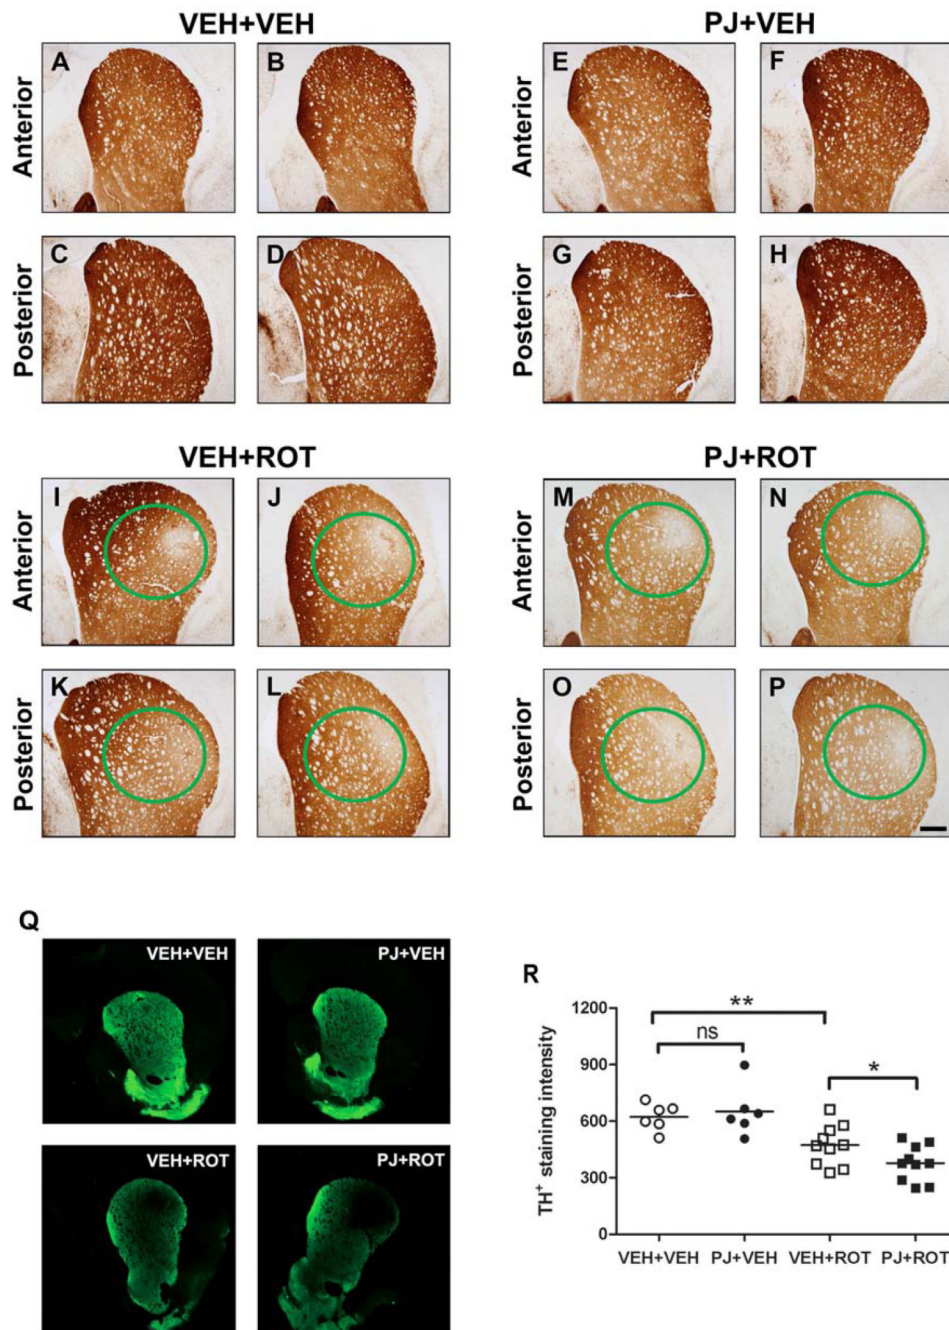 VEH+VEH
PJ+VEH
Anterior
A
B
Anterior
E
F
Posterior
C
D
Posterior
G
H
VEH+ROT
PJ+ROT
Anterior
I
J
Anterior
M
N
Posterior
K
L
Posterior
O
P
Q
VEH+VEH
PJ+VEH
VEH+ROT
PJ+ROT
R
TH+ staining intensity
1200
900
600
300
0
**
ns
*
VEH+VEH
PJ+VEH
VEH+ROT
PJ+ROT